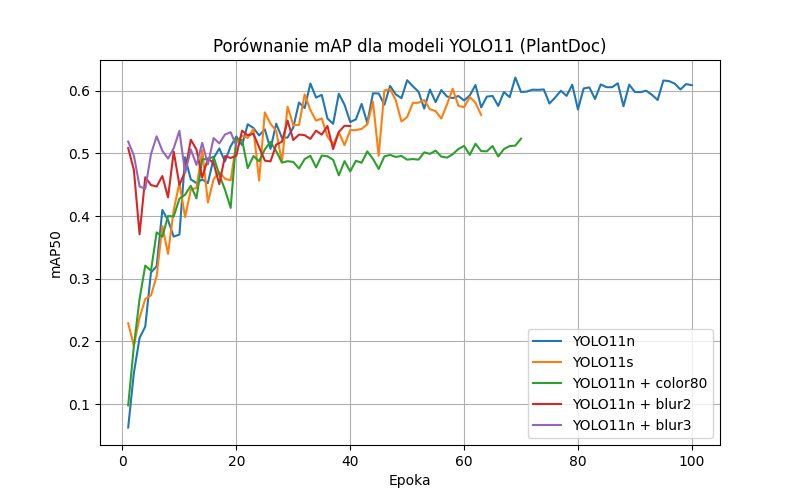 Porównanie mAP dla modeli YOLO11 (PlantDoc)
mAP50
0.6
0.5
0.4
0.3
0.2
0.1
YOLO11n
YOLO11s
YOLO11n + color80
YOLO11n + blur2
YOLO11n + blur3
0 20 40 60 80 100
Epoka